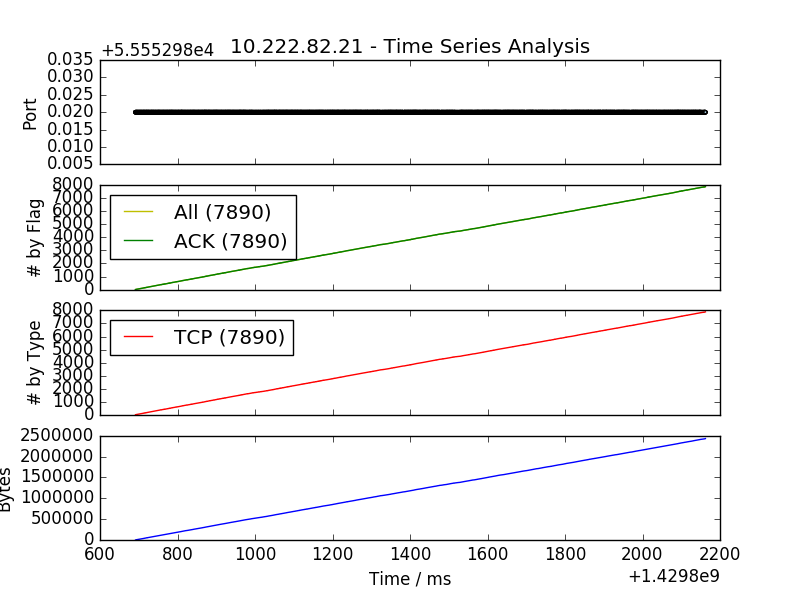 +5.555298e4
10.222.82.21 - Time Series Analysis
0.035
0.030
0.025
0.020
0.015
0.010
0.005
Port
8000
7000
6000
5000
4000
3000
2000
1000
0
# by Flag
All (7890)
ACK (7890)
8000
7000
6000
5000
4000
3000
2000
1000
0
# by Type
TCP (7890)
2500000
2000000
1500000
1000000
500000
0
Bytes
600 800 1000 1200 1400 1600 1800 2000 2200
Time / ms
+1.4298e9